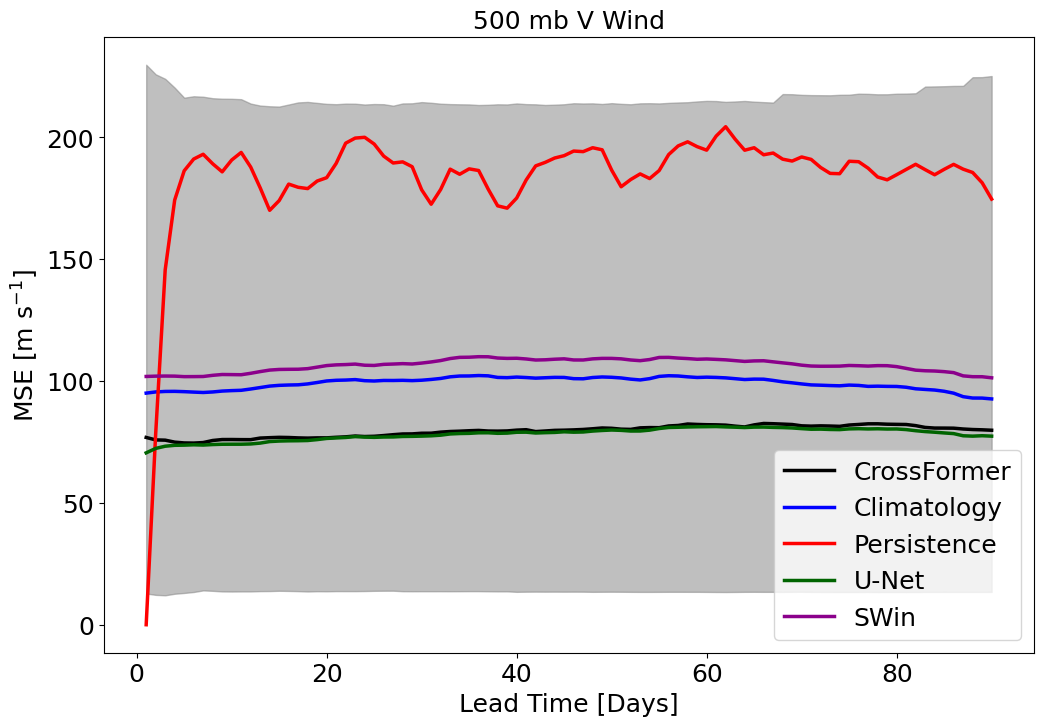 500 mb V Wind
MSE [m s⁻¹]
200
150
100
50
0
0 20 40 60 80
Lead Time [Days]
CrossFormer
Climatology
Persistence
U-Net
SWin